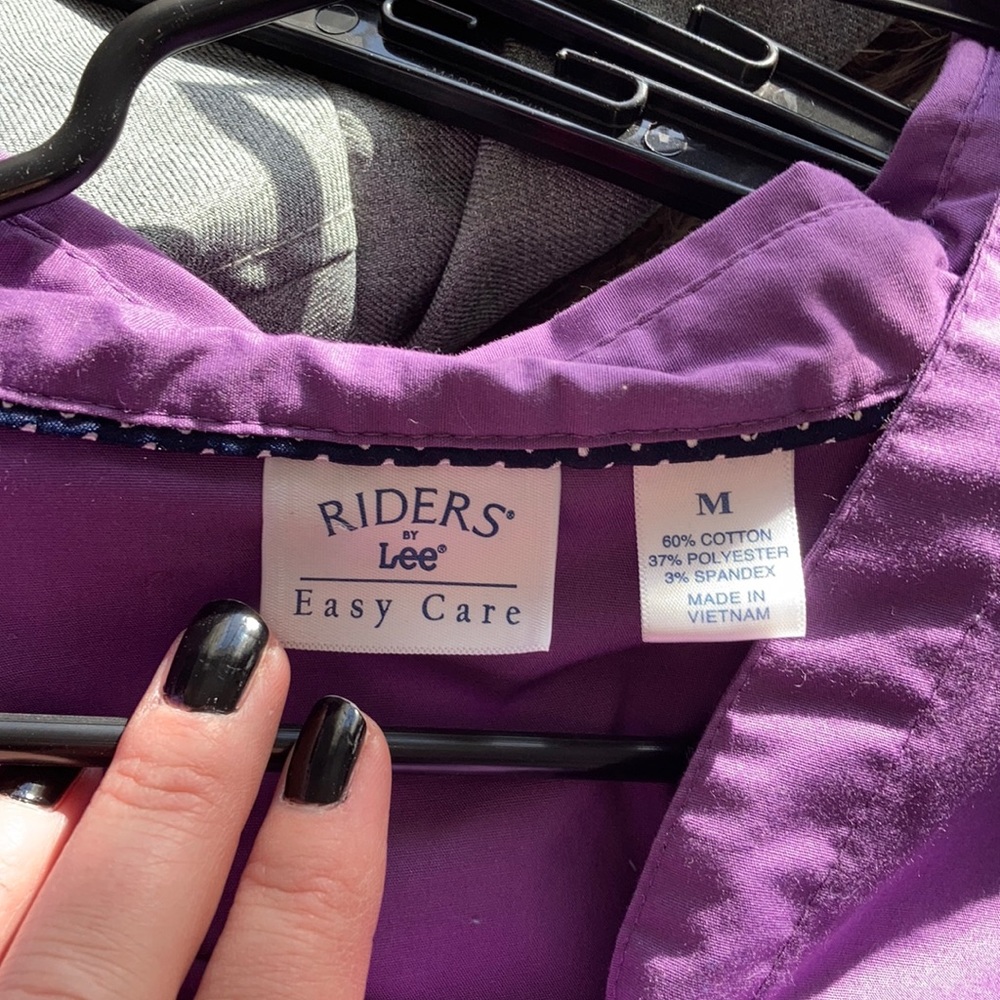 RIDERS®
BY
Lee®
Easy Care
M
60% COTTON
37% POLYESTER
3% SPANDEX
MADE IN
VIETNAM